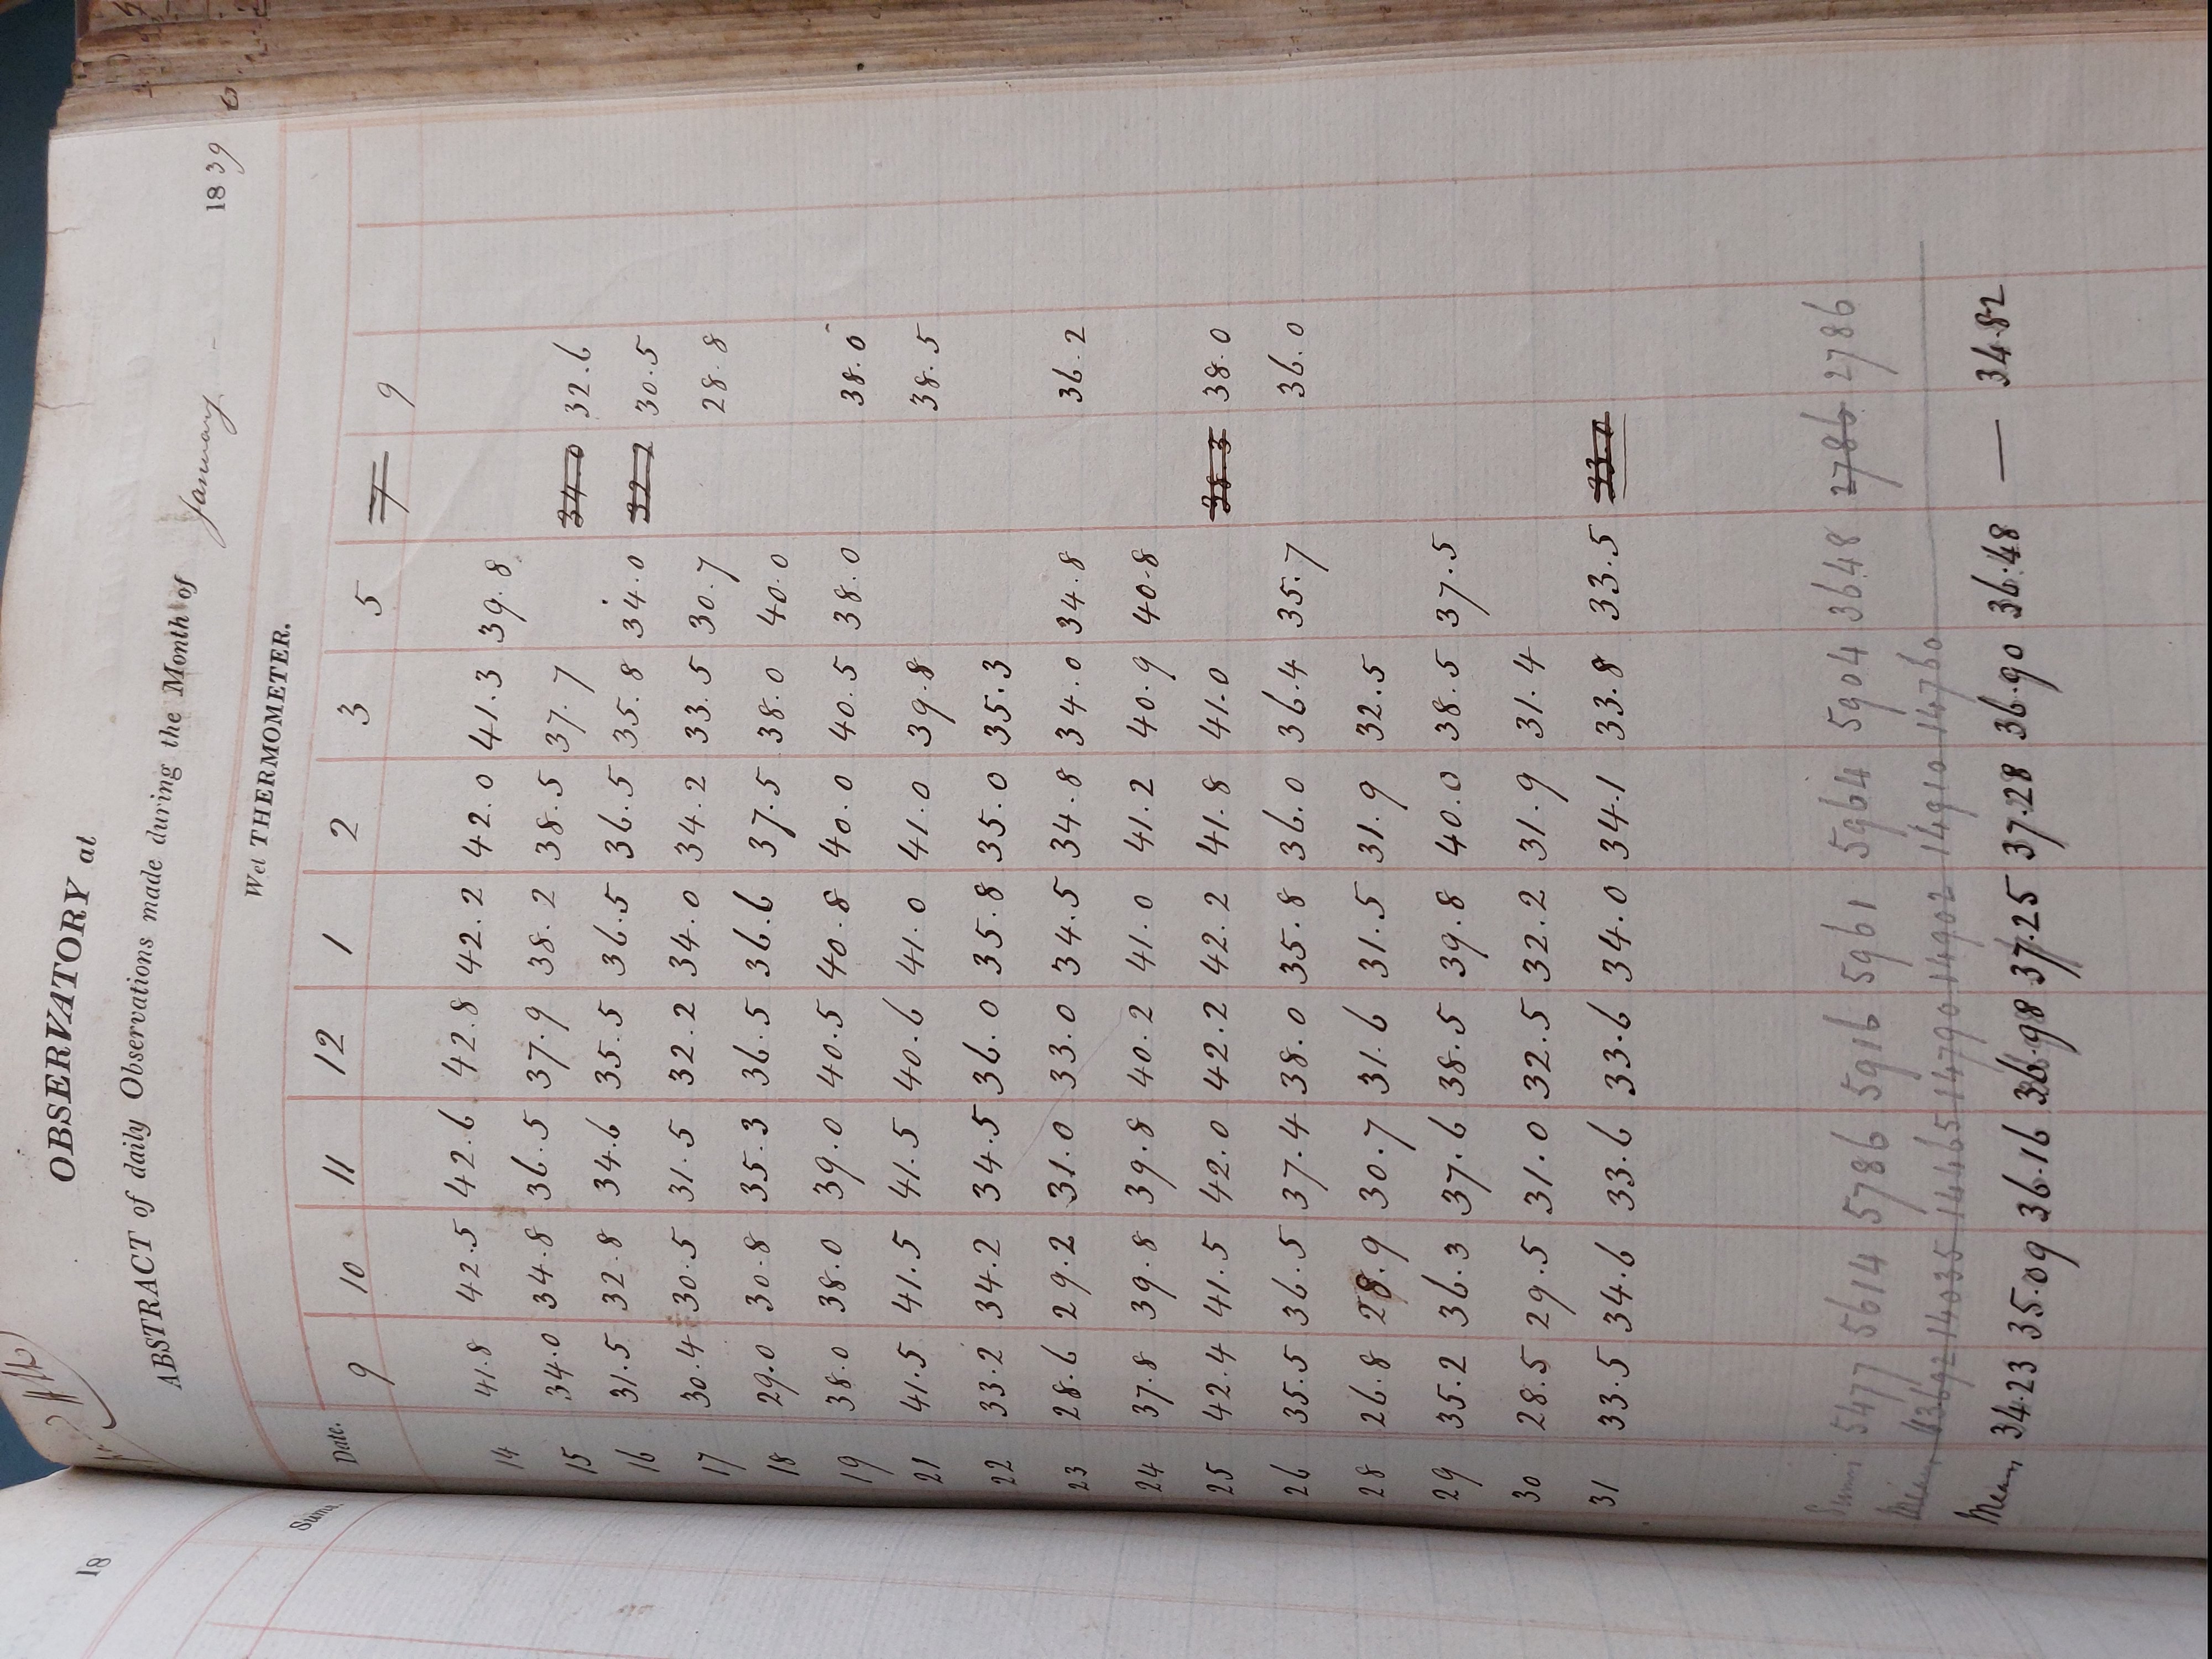 18
Sums.
OBSERVATORY at
ABSTRACT of daily Observations made during the Month of January 1839
Wet THERMOMETER.
Date. 9 10 11 12 1 2 3 5 7 9
14 41.8 42.5 42.6 42.8 42.2 42.0 41.3 39.8
15 34.0 34.8 36.5 37.9 38.2 38.5 37.7 34.0 32.6
16 31.5 32.8 34.6 35.5 36.5 36.5 35.8 34.0 32.2 30.5
17 30.4 30.5 31.5 32.2 34.0 34.2 33.5 30.7 28.8
18 29.0 30.8 35.3 36.5 36.6 37.5 38.0 40.0
19 38.0 38.0 39.0 40.5 40.8 40.0 40.5 38.0 38.0
21 41.5 41.5 41.5 40.6 41.0 41.0 39.8 38.5
22 33.2 34.2 34.5 36.0 35.8 35.0 35.3
23 28.6 29.2 31.0 33.0 34.5 34.8 34.0 34.8 36.2
24 37.8 39.8 39.8 40.2 41.0 41.2 40.9 40.8
25 42.4 41.5 42.0 42.2 42.2 41.8 41.0 38.3 38.0
26 35.5 36.5 37.4 38.0 35.8 36.0 36.4 35.7 36.0
28 26.8 28.9 30.7 31.6 31.5 31.9 32.5
29 35.2 36.3 37.6 38.5 39.8 40.0 38.5 37.5
30 28.5 29.5 31.0 32.5 32.2 31.9 31.4
31 33.5 34.6 33.6 33.6 34.0 34.1 33.8 33.5 33.0
Sums 5477 5614 5786 5916 5961 5964 5904 3648 2786 2786
Mean 13692 14035 14465 14790 14902 14910 14760
Mean 34.23 35.09 36.16 36.98 37.25 37.28 36.90 36.48 — 34.82